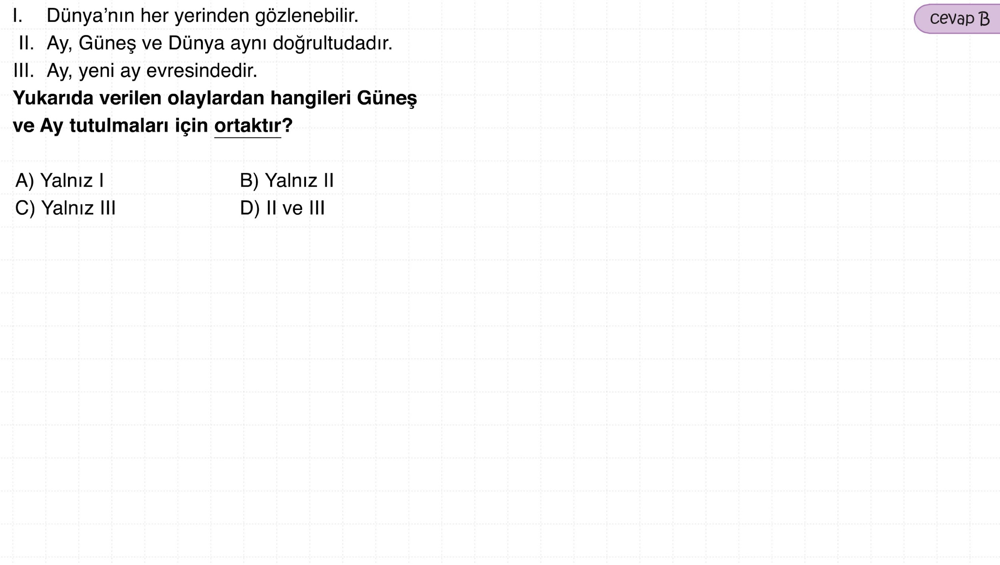 I. Dünya’nın her yerinden gözlenebilir.
II. Ay, Güneş ve Dünya aynı doğrultudadır.
III. Ay, yeni ay evresindedir.
Yukarıda verilen olaylardan hangileri Güneş
ve Ay tutulmaları için ortaktır?
A) Yalnız I B) Yalnız II
C) Yalnız III D) II ve III
cevap B